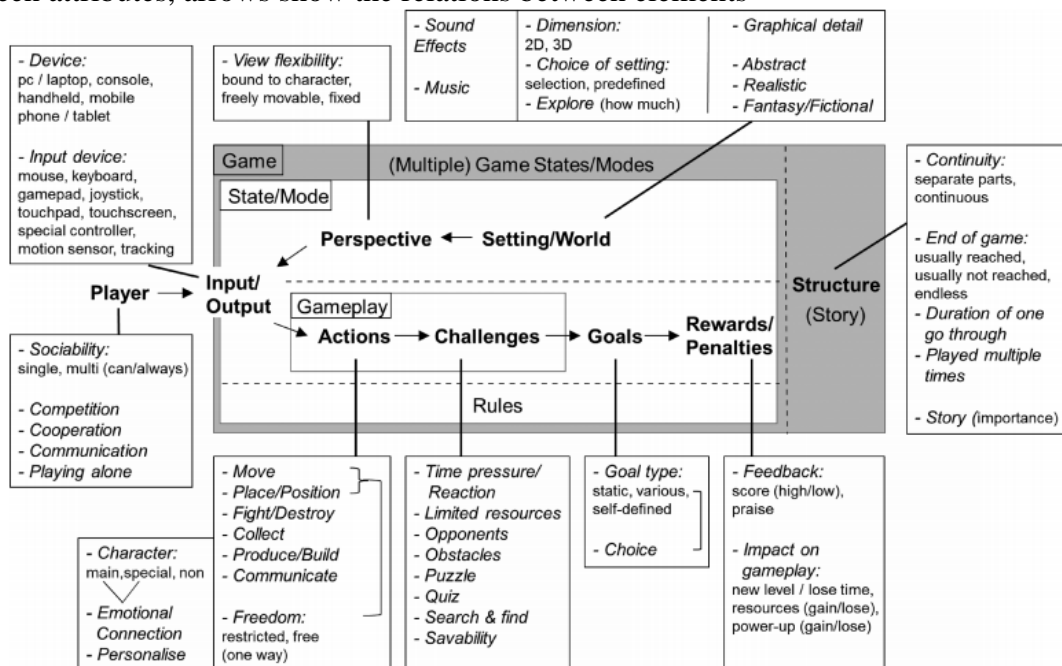 een attributes, arrows show the relations between elements
- Device:
pc / laptop, console,
handheld, mobile
phone / tablet
- Input device:
mouse, keyboard,
gamepad, joystick,
touchpad, touchscreen,
special controller,
motion sensor, tracking
- View flexibility:
bound to character,
freely movable, fixed
- Sound
Effects
- Music
- Dimension:
2D, 3D
- Choice of setting:
selection, predefined
- Explore (how much)
- Graphical detail
- Abstract
- Realistic
- Fantasy/Fictional
Game
(Multiple) Game States/Modes
State/Mode
Perspective
Setting/World
Player
Input/
Output
Gameplay
Actions
Challenges
Goals
Rewards/
Penalties
Rules
Structure
(Story)
- Continuity:
separate parts,
continuous
- End of game:
usually reached,
usually not reached,
endless
- Duration of one
go through
- Played multiple
times
- Story (importance)
- Sociability:
single, multi (can/always)
- Competition
- Cooperation
- Communication
- Playing alone
- Character:
main,special, non
- Emotional
Connection
- Personalise
- Move
- Place/Position
- Fight/Destroy
- Collect
- Produce/Build
- Communicate
- Freedom:
restricted, free
(one way)
- Time pressure/
Reaction
- Limited resources
- Opponents
- Obstacles
- Puzzle
- Quiz
- Search & find
- Savability
- Goal type:
static, various,
self-defined
- Choice
- Feedback:
score (high/low),
praise
- Impact on
gameplay:
new level / lose time,
resources (gain/lose),
power-up (gain/lose)